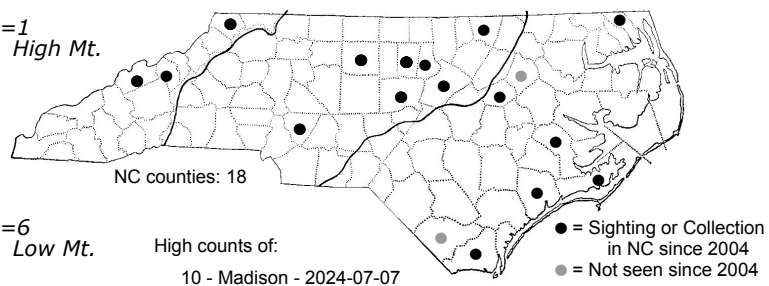 =1
High Mt.
NC counties: 18
=6
Low Mt.
High counts of:
10 - Madison - 2024-07-07
● = Sighting or Collection
in NC since 2004
● = Not seen since 2004